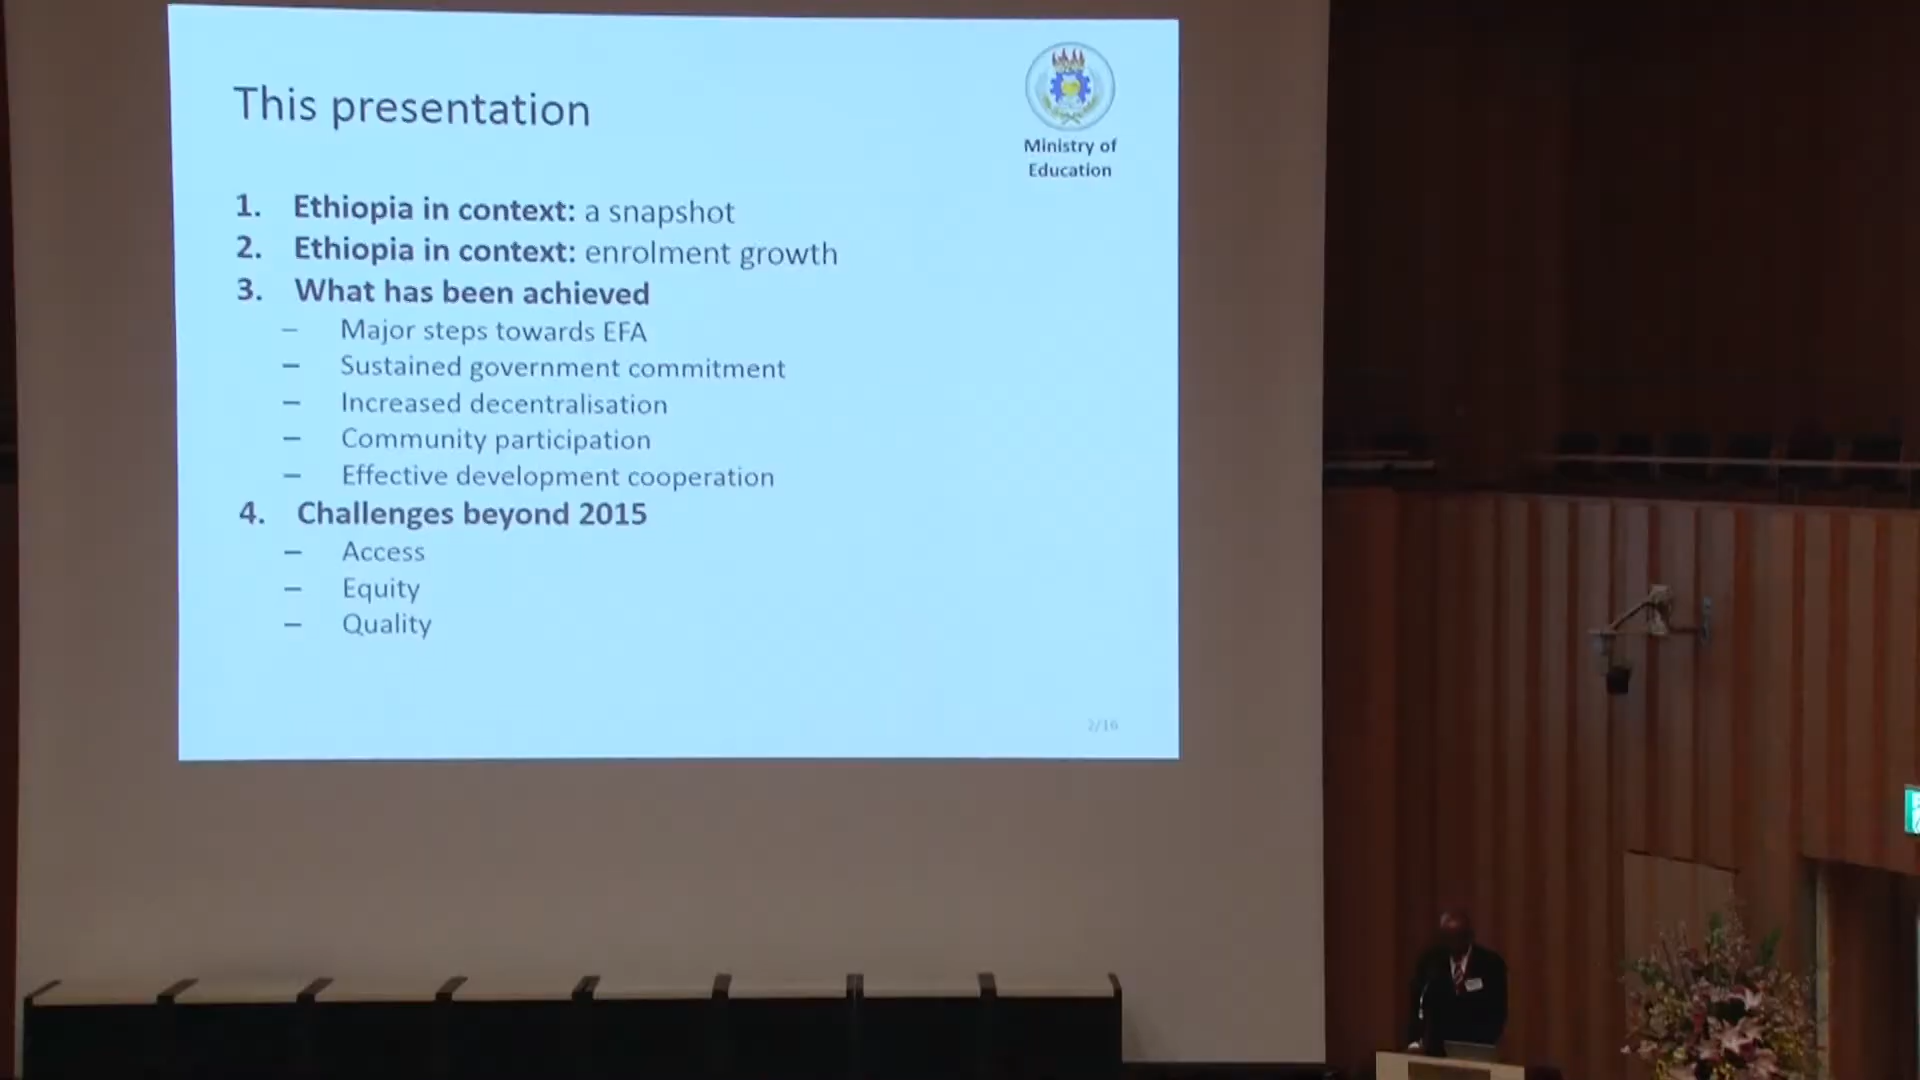 This presentation
Ministry of
Education
1. Ethiopia in context: a snapshot
2. Ethiopia in context: enrolment growth
3. What has been achieved
– Major steps towards EFA
– Sustained government commitment
– Increased decentralisation
– Community participation
– Effective development cooperation
4. Challenges beyond 2015
– Access
– Equity
– Quality
2/16